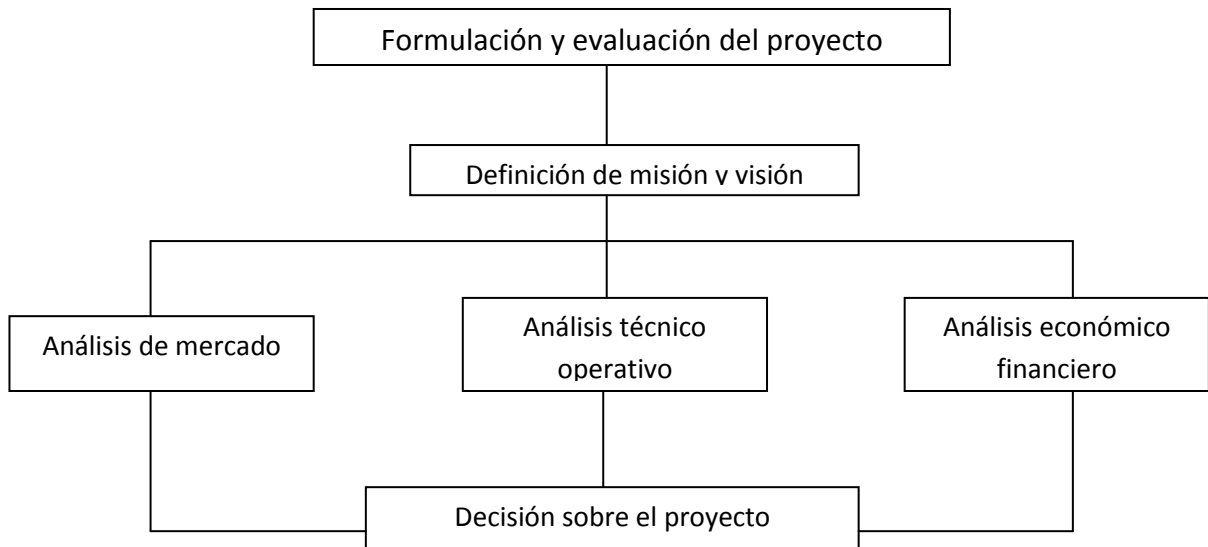 Formulación y evaluación del proyecto
Definición de misión y visión
Análisis de mercado
Análisis técnico
operativo
Análisis económico
financiero
Decisión sobre el proyecto